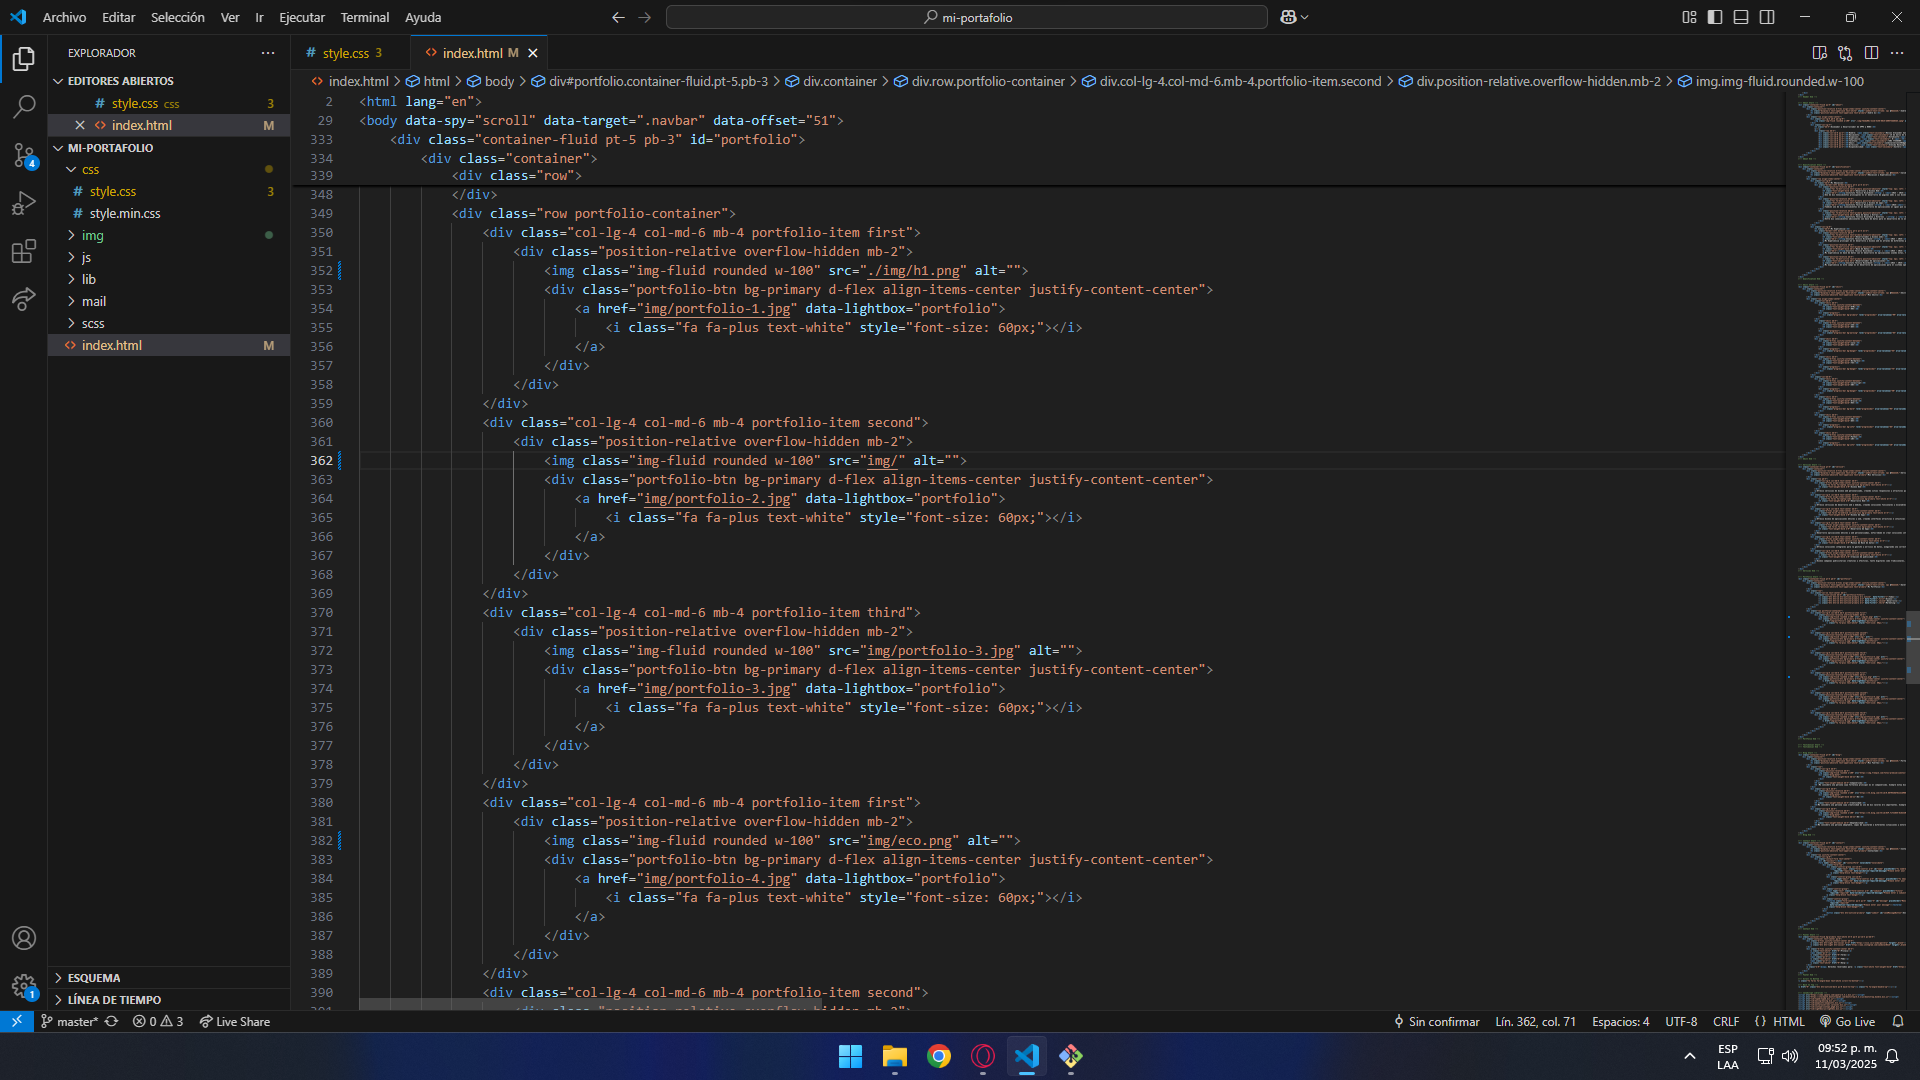 Archivo Editar Selección Ver Ir Ejecutar Terminal Ayuda
mi-portafolio
EXPLORADOR
EDITORES ABIERTOS
# style.css css 3
<> index.html M
MI-PORTAFOLIO
css
# style.css 3
# style.min.css
img
js
lib
mail
scss
<> index.html M
ESQUEMA
LÍNEA DE TIEMPO
# style.css 3
<> index.html M
<> index.html > html > body > div#portfolio.container-fluid.pt-5.pb-3 > div.container > div.row.portfolio-container > div.col-lg-4.col-md-6.mb-4.portfolio-item.second > div.position-relative.overflow-hidden.mb-2 > img.img-fluid.rounded.w-100
2 <html lang="en">
29 <body data-spy="scroll" data-target=".navbar" data-offset="51">
333 <div class="container-fluid pt-5 pb-3" id="portfolio">
334 <div class="container">
339 <div class="row">
348 </div>
349 <div class="row portfolio-container">
350 <div class="col-lg-4 col-md-6 mb-4 portfolio-item first">
351 <div class="position-relative overflow-hidden mb-2">
352 <img class="img-fluid rounded w-100" src="./img/h1.png" alt="">
353 <div class="portfolio-btn bg-primary d-flex align-items-center justify-content-center">
354 <a href="img/portfolio-1.jpg" data-lightbox="portfolio">
355 <i class="fa fa-plus text-white" style="font-size: 60px;"></i>
356 </a>
357 </div>
358 </div>
359 </div>
360 <div class="col-lg-4 col-md-6 mb-4 portfolio-item second">
361 <div class="position-relative overflow-hidden mb-2">
362 <img class="img-fluid rounded w-100" src="img/" alt="">
363 <div class="portfolio-btn bg-primary d-flex align-items-center justify-content-center">
364 <a href="img/portfolio-2.jpg" data-lightbox="portfolio">
365 <i class="fa fa-plus text-white" style="font-size: 60px;"></i>
366 </a>
367 </div>
368 </div>
369 </div>
370 <div class="col-lg-4 col-md-6 mb-4 portfolio-item third">
371 <div class="position-relative overflow-hidden mb-2">
372 <img class="img-fluid rounded w-100" src="img/portfolio-3.jpg" alt="">
373 <div class="portfolio-btn bg-primary d-flex align-items-center justify-content-center">
374 <a href="img/portfolio-3.jpg" data-lightbox="portfolio">
375 <i class="fa fa-plus text-white" style="font-size: 60px;"></i>
376 </a>
377 </div>
378 </div>
379 </div>
380 <div class="col-lg-4 col-md-6 mb-4 portfolio-item first">
381 <div class="position-relative overflow-hidden mb-2">
382 <img class="img-fluid rounded w-100" src="img/eco.png" alt="">
383 <div class="portfolio-btn bg-primary d-flex align-items-center justify-content-center">
384 <a href="img/portfolio-4.jpg" data-lightbox="portfolio">
385 <i class="fa fa-plus text-white" style="font-size: 60px;"></i>
386 </a>
387 </div>
388 </div>
389 </div>
390 <div class="col-lg-4 col-md-6 mb-4 portfolio-item second">
4
1
master* 0 3 Live Share
Sin confirmar Lín. 362, col. 71 Espacios: 4 UTF-8 CRLF {} HTML Go Live
ESP
LAA
09:52 p. m.
11/03/2025